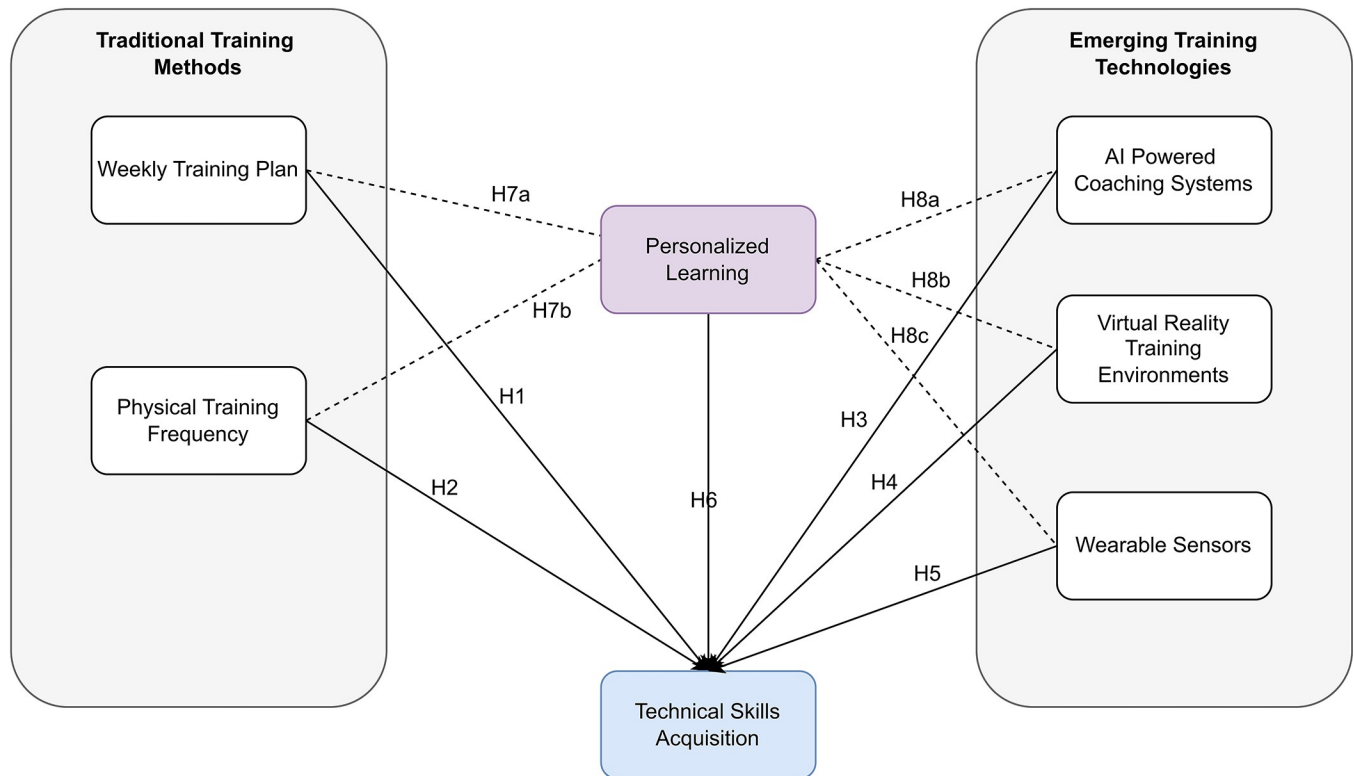 Traditional Training
Methods
Emerging Training
Technologies
Weekly Training Plan
AI Powered
Coaching Systems
H7a
H8a
Personalized
Learning
H8b
H7b
Virtual Reality
Training
Environments
H8c
Physical Training
Frequency
H1
H3
H2
H4
H6
Wearable Sensors
H5
Technical Skills
Acquisition